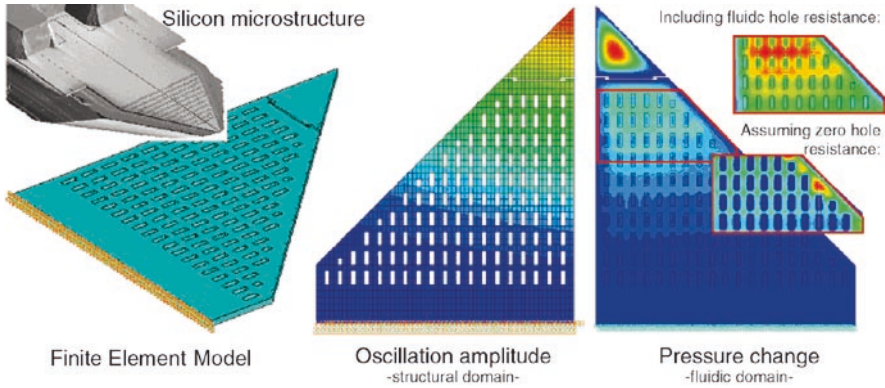 Silicon microstructure
Including fluidc hole resistance:
Assuming zero hole
resistance:
Finite Element Model
Oscillation amplitude
-structural domain-
Pressure change
-fluidic domain-